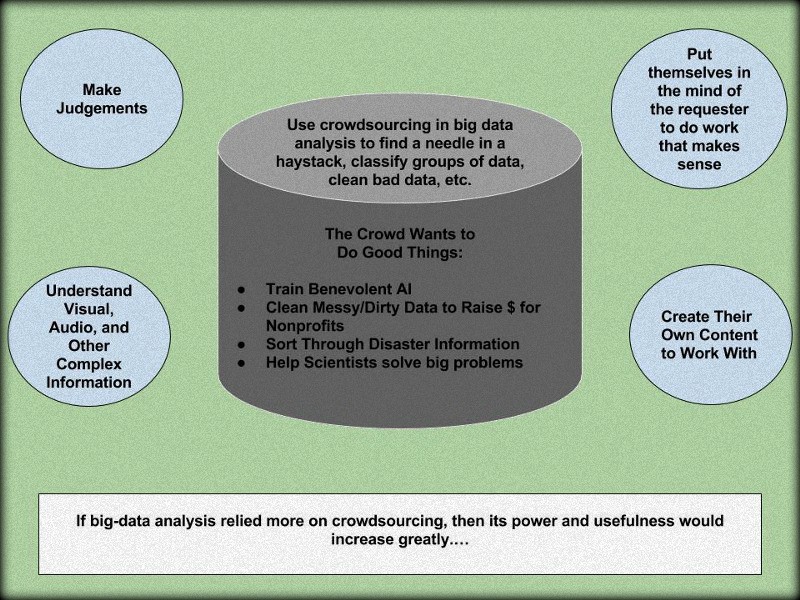 Make
Judgements
Put
themselves in
the mind of
the requester
to do work
that makes
sense
Use crowdsourcing in big data
analysis to find a needle in a
haystack, classify groups of data,
clean bad data, etc.
The Crowd Wants to
Do Good Things:
● Train Benevolent AI
● Clean Messy/Dirty Data to Raise $ for
Nonprofits
● Sort Through Disaster Information
● Help Scientists solve big problems
Understand
Visual,
Audio, and
Other
Complex
Information
Create Their
Own Content
to Work With
If big-data analysis relied more on crowdsourcing, then its power and usefulness would
increase greatly....